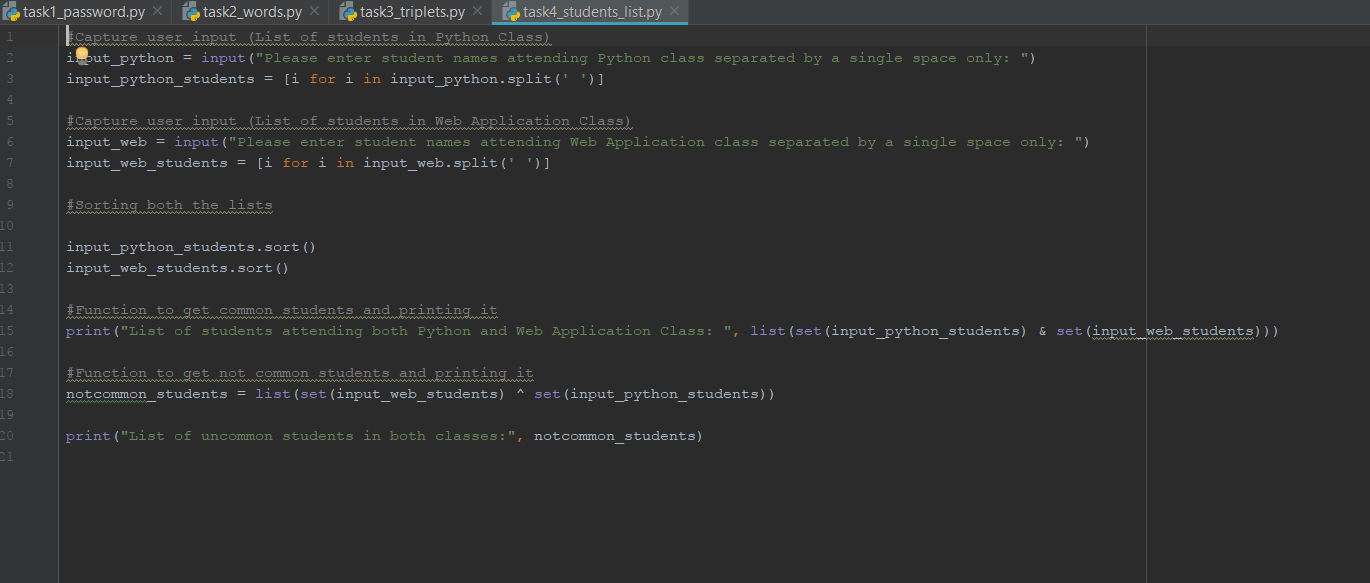 task1_password.py task2_words.py task3_triplets.py task4_students_list.py
1 #Capture user input (List of students in Python Class)
2 input_python = input("Please enter student names attending Python class separated by a single space only: ")
3 input_python_students = [i for i in input_python.split(' ')]
4
5 #Capture user input (List of students in Web Application Class)
6 input_web = input("Please enter student names attending Web Application class separated by a single space only: ")
7 input_web_students = [i for i in input_web.split(' ')]
8
9 #Sorting both the lists
10
11 input_python_students.sort()
12 input_web_students.sort()
13
14 #Function to get common students and printing it
15 print("List of students attending both Python and Web Application Class: ", list(set(input_python_students) & set(input_web_students)))
16
17 #Function to get not common students and printing it
18 notcommon_students = list(set(input_web_students) ^ set(input_python_students))
19
20 print("List of uncommon students in both classes:", notcommon_students)
21